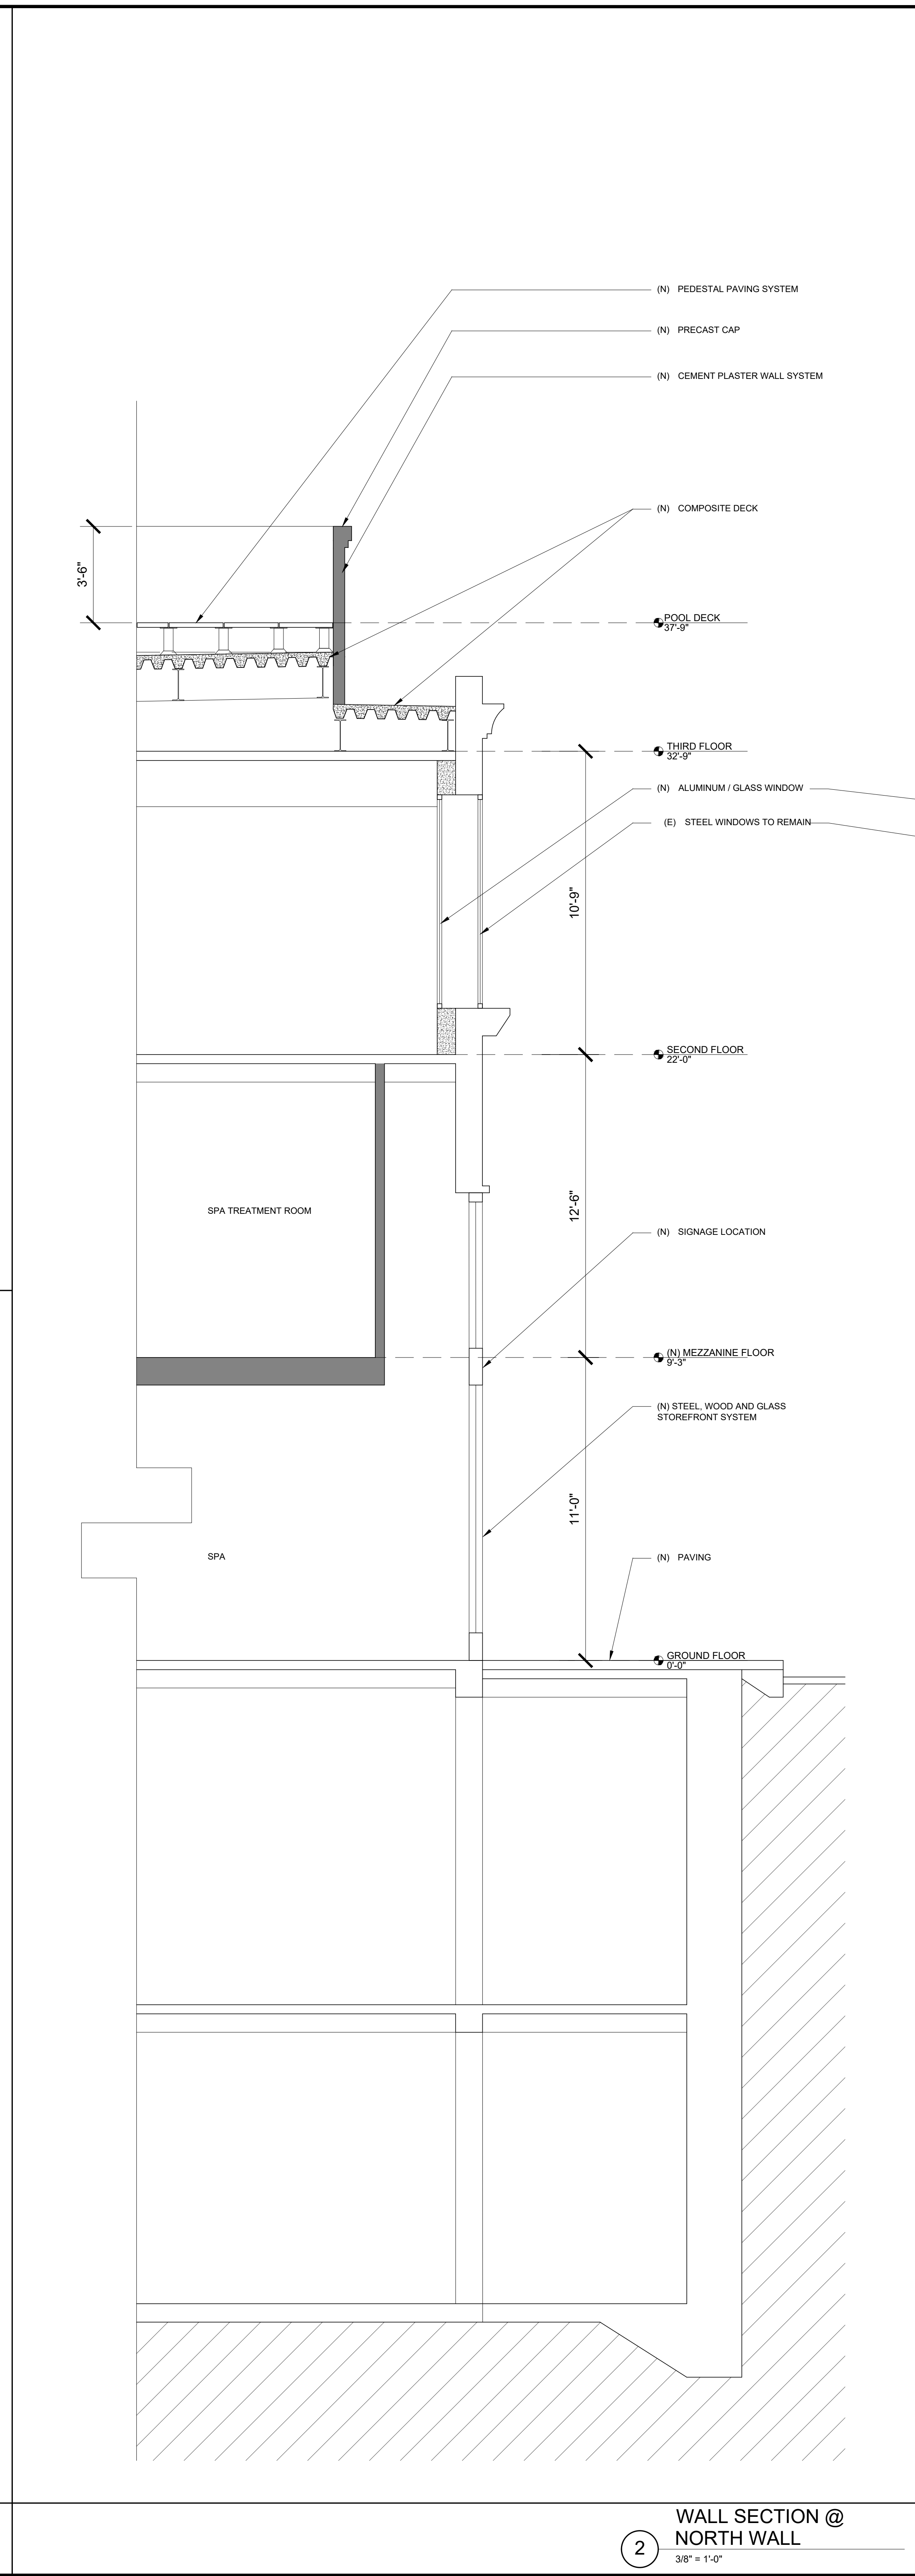 (N) PEDESTAL PAVING SYSTEM
(N) PRECAST CAP
(N) CEMENT PLASTER WALL SYSTEM
(N) COMPOSITE DECK
3'-6"
POOL DECK
37'-9"
THIRD FLOOR
32'-9"
(N) ALUMINUM / GLASS WINDOW
(E) STEEL WINDOWS TO REMAIN
10'-9"
SECOND FLOOR
22'-0"
SPA TREATMENT ROOM
12'-6"
(N) SIGNAGE LOCATION
(N) MEZZANINE FLOOR
9'-3"
(N) STEEL, WOOD AND GLASS
STOREFRONT SYSTEM
11'-0"
SPA
(N) PAVING
GROUND FLOOR
0'-0"
2
WALL SECTION @
NORTH WALL
3/8" = 1'-0"